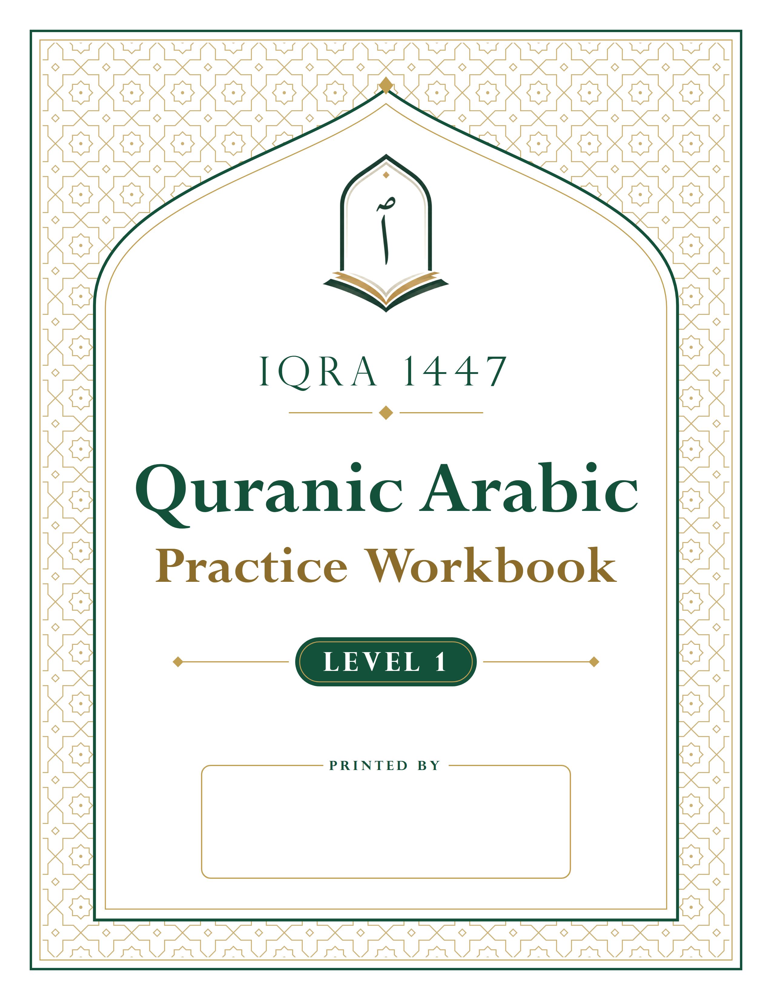 آ
IQRA 1447
Quranic Arabic
Practice Workbook
LEVEL 1
PRINTED BY